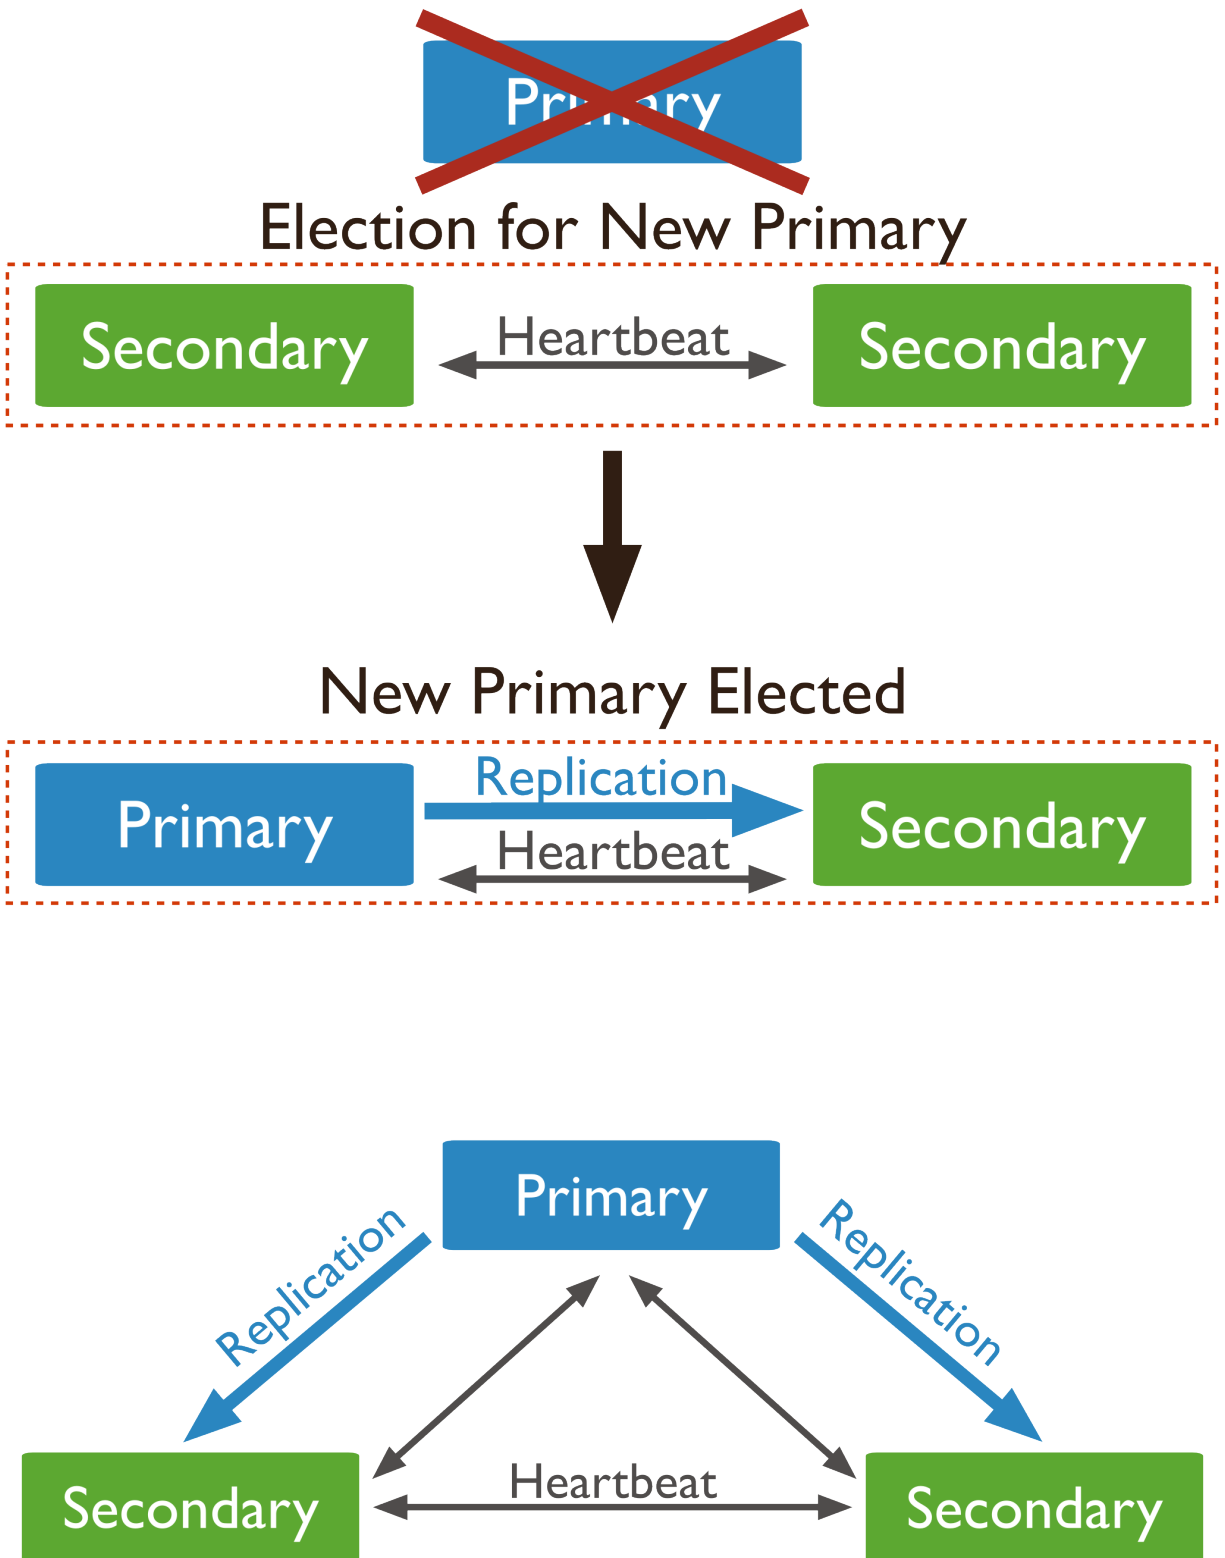 Primary
Election for New Primary
Secondary
Heartbeat
Secondary
New Primary Elected
Primary
Replication
Heartbeat
Secondary
Primary
Replication
Replication
Secondary
Heartbeat
Secondary